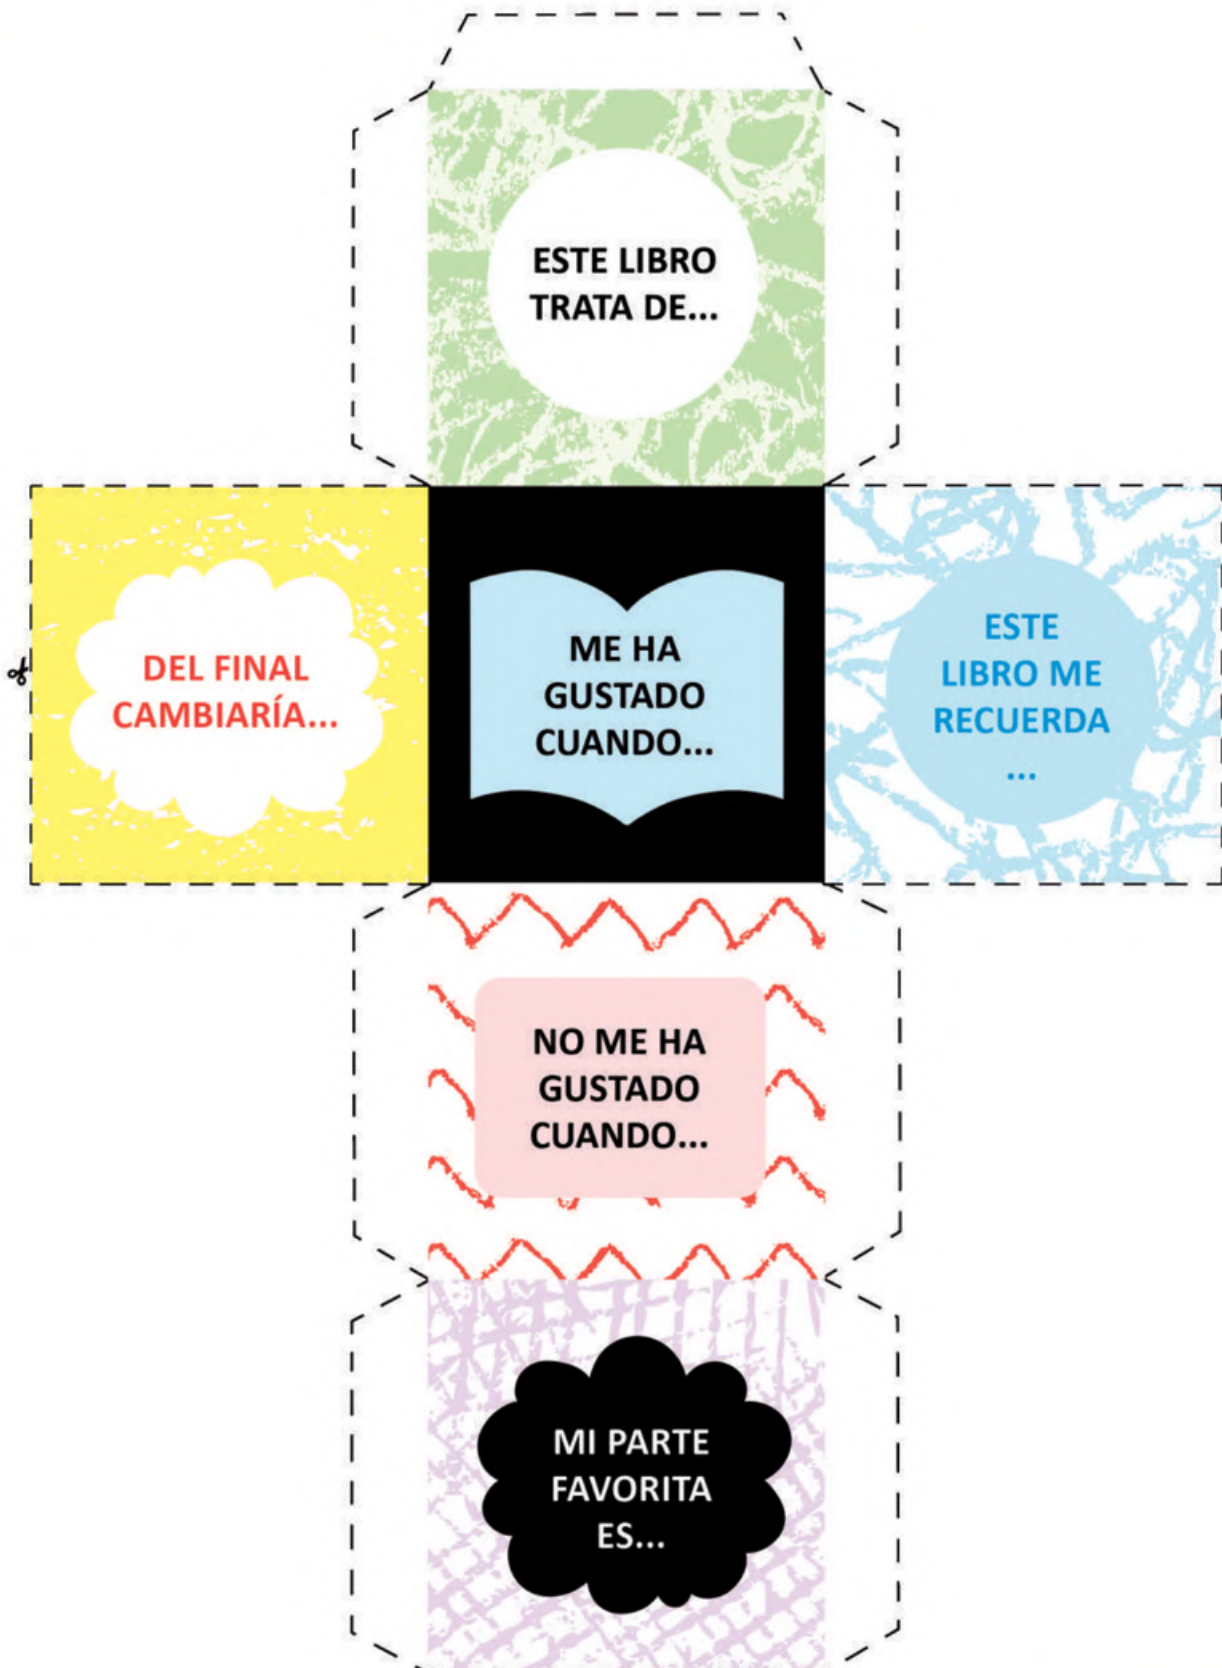 ESTE LIBRO
TRATA DE...
DEL FINAL
CAMBIARÍA...
ME HA
GUSTADO
CUANDO...
ESTE
LIBRO ME
RECUERDA
...
NO ME HA
GUSTADO
CUANDO...
MI PARTE
FAVORITA
ES...